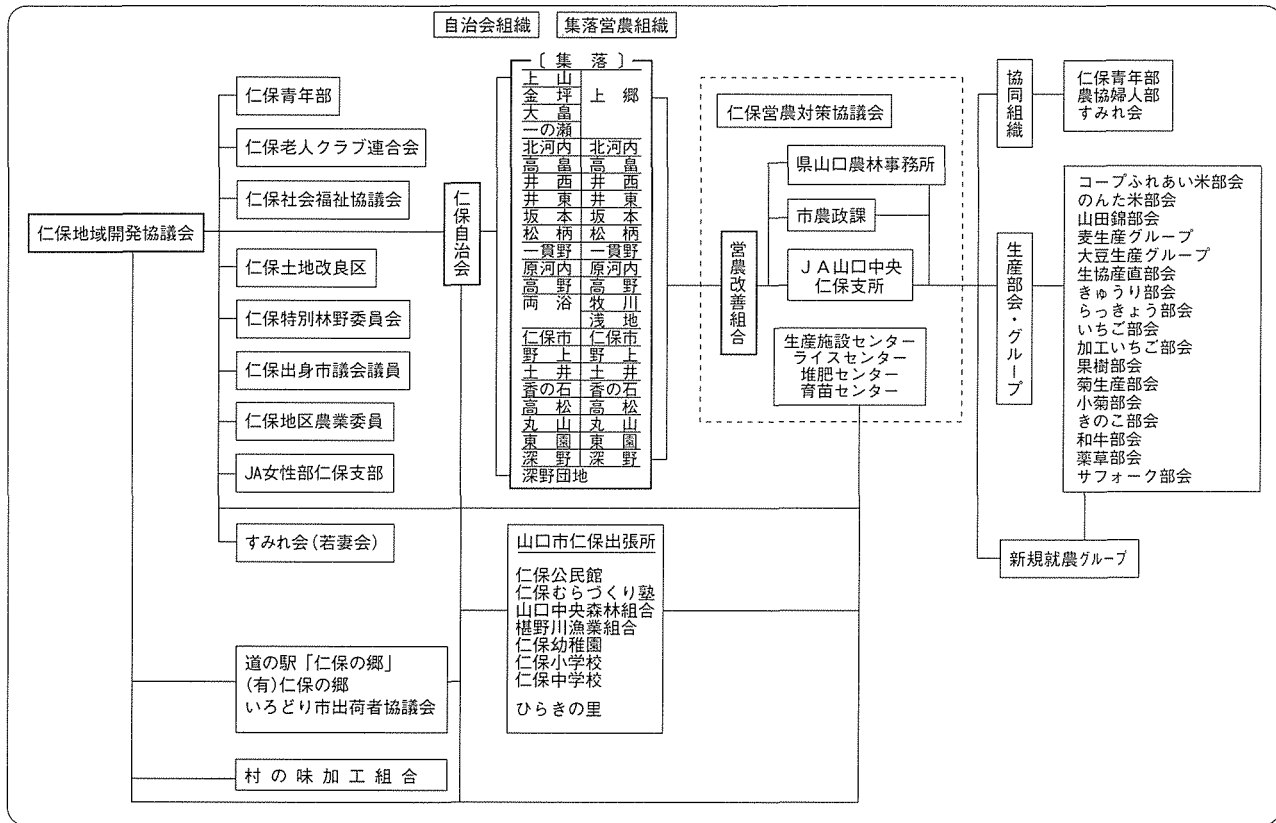 自治会組織
集落営農組織
仁保地域開発協議会
仁保青年部
仁保老人クラブ連合会
仁保社会福祉協議会
仁保土地改良区
仁保特別林野委員会
仁保出身市議会議員
仁保地区農業委員
JA女性部仁保支部
すみれ会(若妻会)
道の駅「仁保の郷」
(有)仁保の郷
いろどり市出荷者協議会
村の味加工組合
仁保自治会
〔集落〕
上山
金坪 上郷
大畠
一の瀬
北河内 北河内
高畠 高畠
井西 井西
井東 井東
坂本 坂本
松柄 松柄
一貫野 一貫野
原河内 原河内
高野 高野
両浴 牧川
浅地
仁保市 仁保市
野上 野上
土井 土井
香の石 香の石
高松 高松
丸山 丸山
東園 東園
深野 深野
深野団地
山口市仁保出張所
仁保公民館
仁保むらづくり塾
山口中央森林組合
椹野川漁業組合
仁保幼稚園
仁保小学校
仁保中学校
ひらきの里
仁保営農対策協議会
営農改善組合
県山口農林事務所
市農政課
JA山口中央
仁保支所
生産施設センター
ライスセンター
堆肥センター
育苗センター
協同組織
仁保青年部
農協婦人部
すみれ会
生産部会・グループ
コープふれあい米部会
のんた米部会
山田錦部会
麦生産グループ
大豆生産グループ
生協産直部会
きゅうり部会
らっきょう部会
いちご部会
加工いちご部会
果樹部会
菊生産部会
小菊部会
きのこ部会
和牛部会
薬草部会
サフォーク部会
新規就農グループ